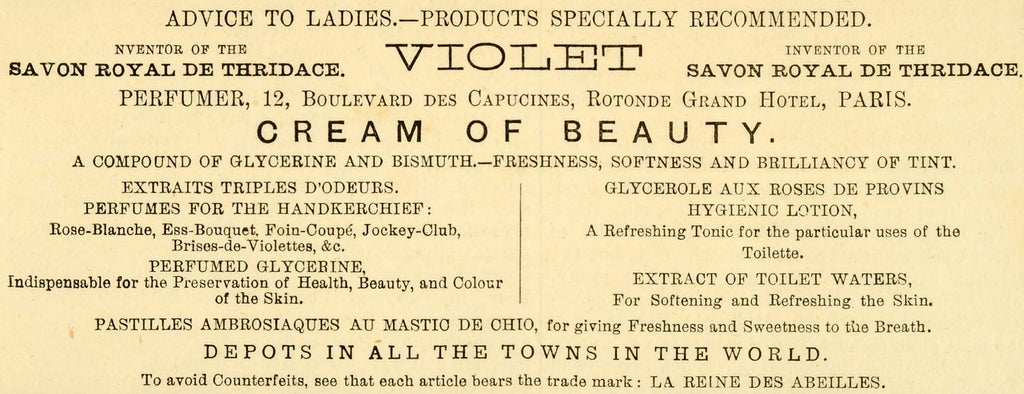 ADVICE TO LADIES.—PRODUCTS SPECIALLY RECOMMENDED.
NVENTOR OF THE
SAVON ROYAL DE THRIDACE.
VIOLET
INVENTOR OF THE
SAVON ROYAL DE THRIDACE.
PERFUMER, 12, BOULEVARD DES CAPUCINES, ROTONDE GRAND HOTEL, PARIS.
CREAM OF BEAUTY.
A COMPOUND OF GLYCERINE AND BISMUTH.—FRESHNESS, SOFTNESS AND BRILLIANCY OF TINT.
EXTRAITS TRIPLES D'ODEURS.
PERFUMES FOR THE HANDKERCHIEF:
Rose-Blanche, Ess-Bouquet, Foin-Coupé, Jockey-Club,
Brises-de-Violettes, &c.
PERFUMED GLYCERINE,
Indispensable for the Preservation of Health, Beauty, and Colour
of the Skin.
GLYCEROLE AUX ROSES DE PROVINS
HYGIENIC LOTION,
A Refreshing Tonic for the particular uses of the
Toilette.
EXTRACT OF TOILET WATERS,
For Softening and Refreshing the Skin.
PASTILLES AMBROSIAQUES AU MASTIC DE CHIO, for giving Freshness and Sweetness to the Breath.
DEPOTS IN ALL THE TOWNS IN THE WORLD.
To avoid Counterfeits, see that each article bears the trade mark: LA REINE DES ABEILLES.